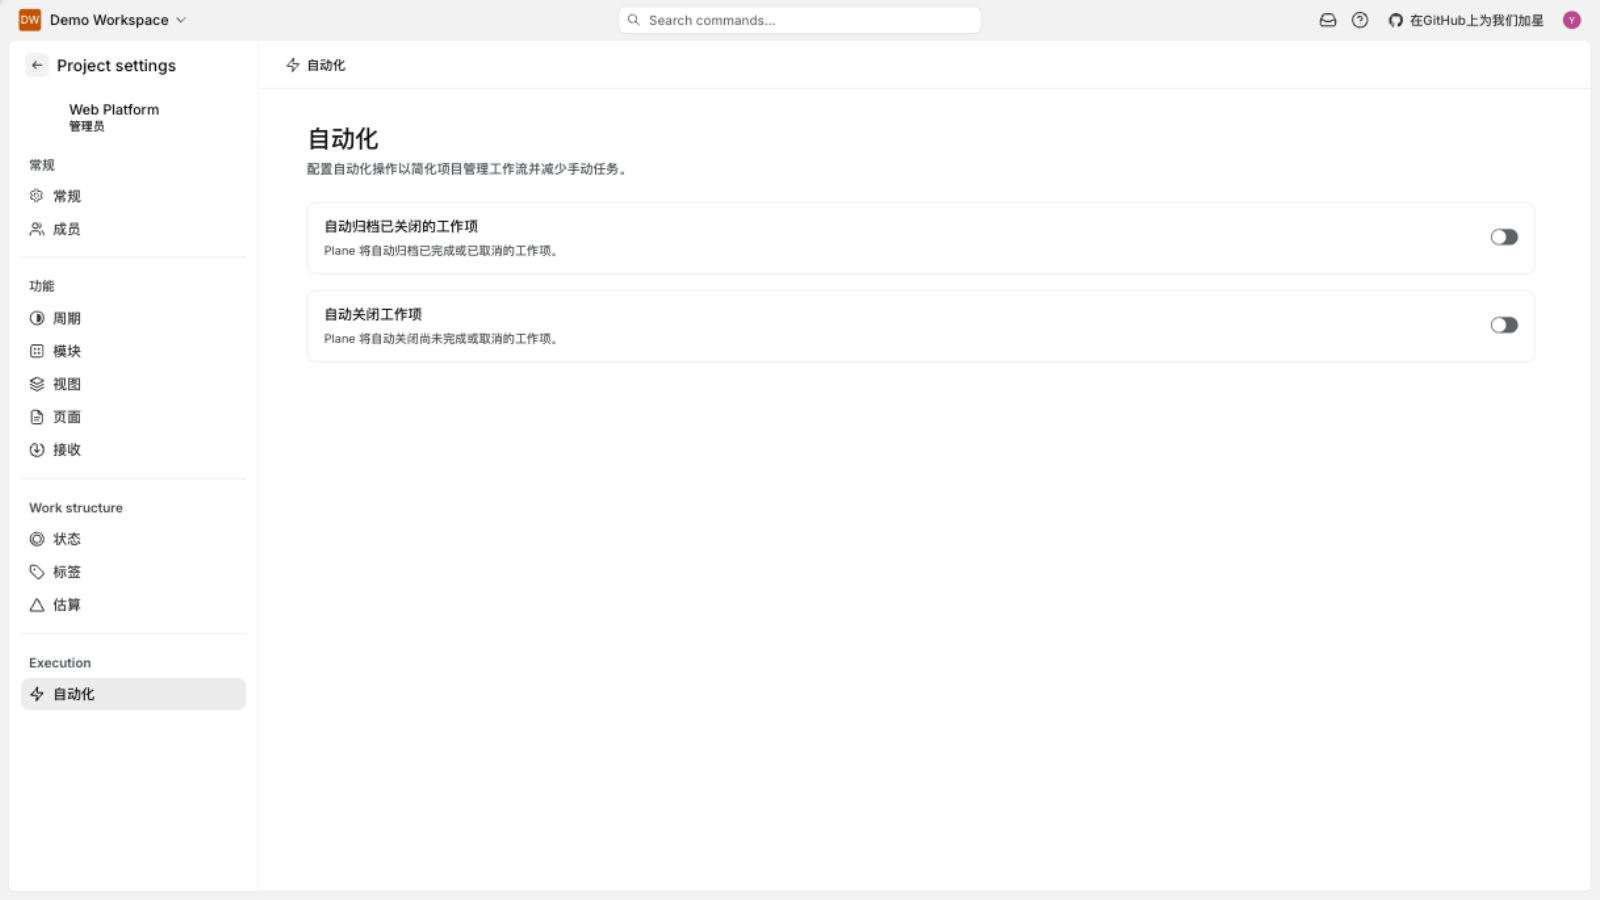 DW Demo Workspace
Search commands...
在GitHub上为我们加星
Y
Project settings
Web Platform
管理员
常规
常规
成员
功能
周期
模块
视图
页面
接收
Work structure
状态
标签
估算
Execution
自动化
自动化
自动化
配置自动化操作以简化项目管理工作流并减少手动任务。
自动归档已关闭的工作项
Plane 将自动归档已完成或已取消的工作项。
自动关闭工作项
Plane 将自动关闭尚未完成或取消的工作项。